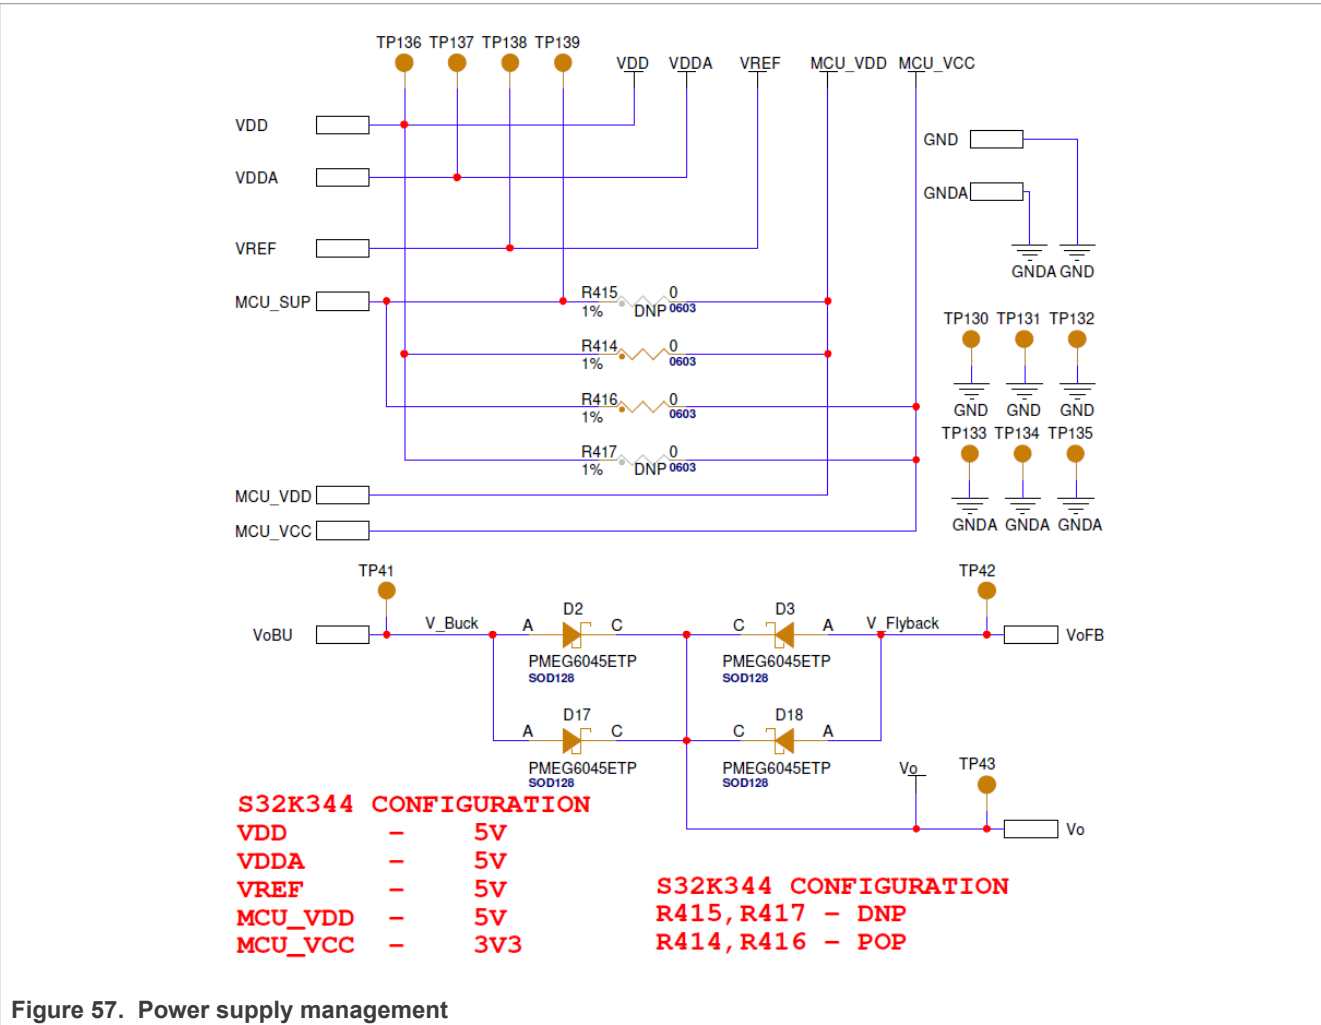 TP136 TP137 TP138 TP139
VDD VDDA VREF MCU_VDD MCU_VCC
VDD
GND
VDDA
GNDA
VREF
GNDA GND
MCU_SUP
R415 0
1% DNP 0603
TP130 TP131 TP132
R414 0
1% 0603
R416 0
1% 0603
GND GND GND
TP133 TP134 TP135
R417 0
1% DNP 0603
MCU_VDD
MCU_VCC
GNDA GNDA GNDA
TP41 TP42
D2 D3
VoBU V_Buck A C C A V_Flyback VoFB
PMEG6045ETP PMEG6045ETP
SOD128 SOD128
D17 D18
A C C A
PMEG6045ETP PMEG6045ETP
SOD128 SOD128
Vo TP43
Vo
S32K344 CONFIGURATION
VDD – 5V
VDDA – 5V
VREF – 5V
MCU_VDD – 5V
MCU_VCC – 3V3
S32K344 CONFIGURATION
R415,R417 – DNP
R414,R416 – POP
Figure 57. Power supply management